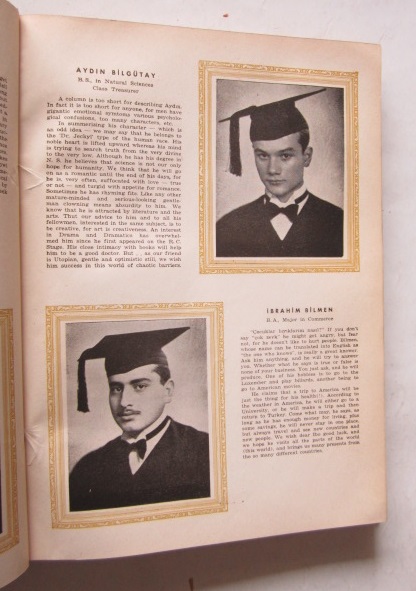 AYDIN BİLGÜTAY
B.S., in Natural Sciences
Class Treasurer
A column is too short for describing Aydın.
In fact it is too short for anyone, for men have
gigantic emotional systems various psycholo-
gical confusions, too many characters, etc.
In summarising his character — which is
an odd idea — we may say that he belongs to
the 'Dr. Jeckyl' type of the human race. His
noble heart is lifted upward whereas his mind
is trying to search truth from the very divine
to the very low. Although he has his degree in
N. S. he believes that science is not our only
hope for humanity. We think that he will go
on as a romantic until the end of his days, for
he is very often suffocated with love — true
or not — and turgid with appetite for romance.
Sometimes he has rhyming fits. Like any other
mature-minded and serious-looking gentle-
man rhyming means absurdity to him. We
know that he is attracted by literature and the
arts. That our advice to him and to all his
fellowmen, interested in the same subject, is to
be creative, for art is creativeness. An interest
in Drama and Dramatics has overwhel-
med him since he first appeared on the R.C.
Stage. His close intimacy with books will help
him to be a good doctor. But.., as our friend
is Utopian, gentle and optimistic still, we wish
him success in this world of chaotic barriers.
İBRAHİM BİLMEN
B.A., Major in Commerce
If you don't
say "çok zevk" he might get angry, but fear
not, for he doesn't like to hurt people. Bilmen,
whose name can be translated into English as
"the one who knows", is really a great knower.
Ask him anything, and he will try to answer
you. Whether what he says is true or false is
none of your business. You just ask, and he will
produce. One of his hobbies is to go to the
and play billiards, another being to
go to American movies.
He claims that a trip to America will be
just the thing for his health!.. According to
the weather in America, he will either go to a
University, or he will make a trip and then
return to Turkey. Come what may, he says, as
long as he has enough money for living, plus
some savings, he will never stay in one place,
but always travel and see new countries and
new people. We wish dear İbo good luck, and
we hope he visits all the parts of the world
(this world), and brings us many presents from
the so many different countries.